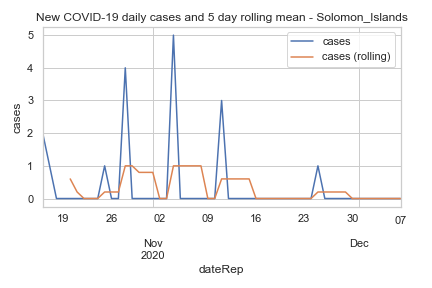 New COVID-19 daily cases and 5 day rolling mean - Solomon_Islands
cases
cases (rolling)
5
4
3
2
1
0
cases
19 26 02 09 16 23 30 07
Nov Dec
2020
dateRep